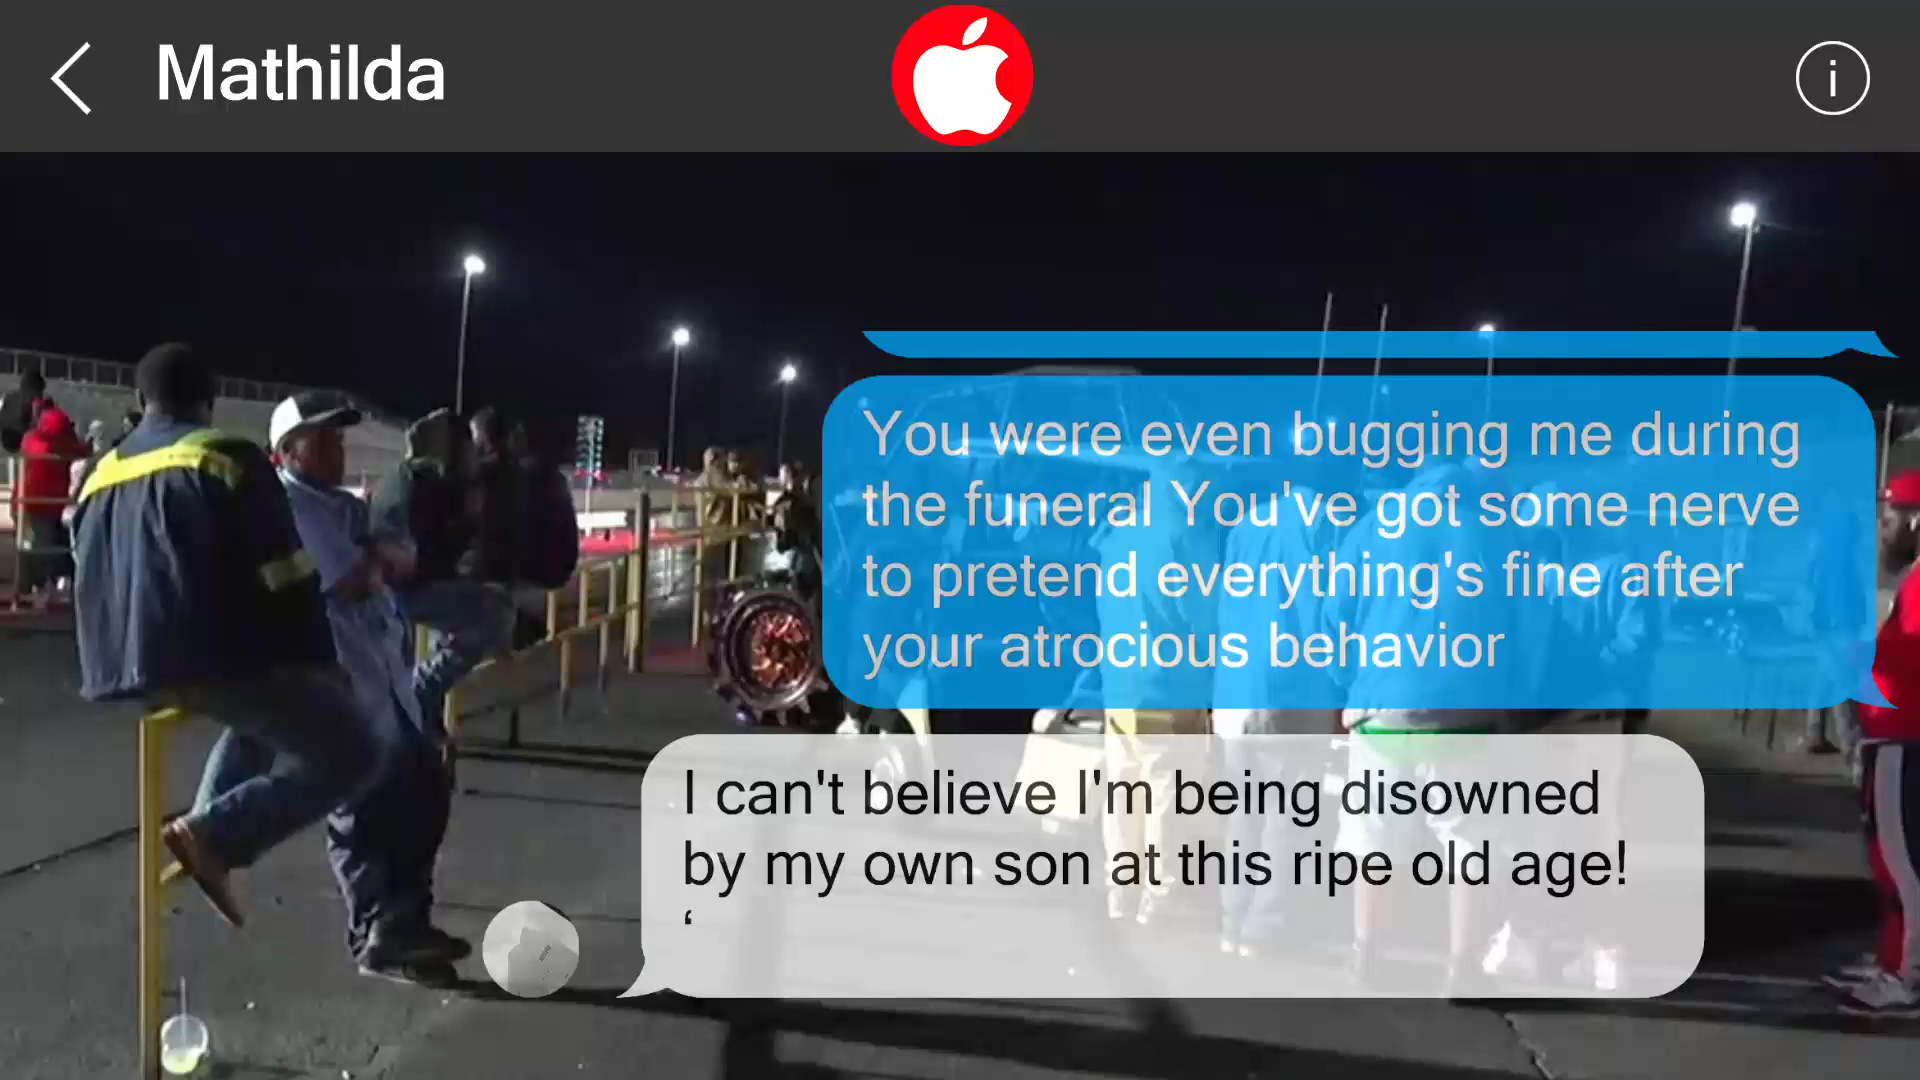 Mathilda
i
You were even bugging me during
the funeral You've got some nerve
to pretend everything's fine after
your atrocious behavior
I can't believe I'm being disowned
by my own son at this ripe old age!
‘